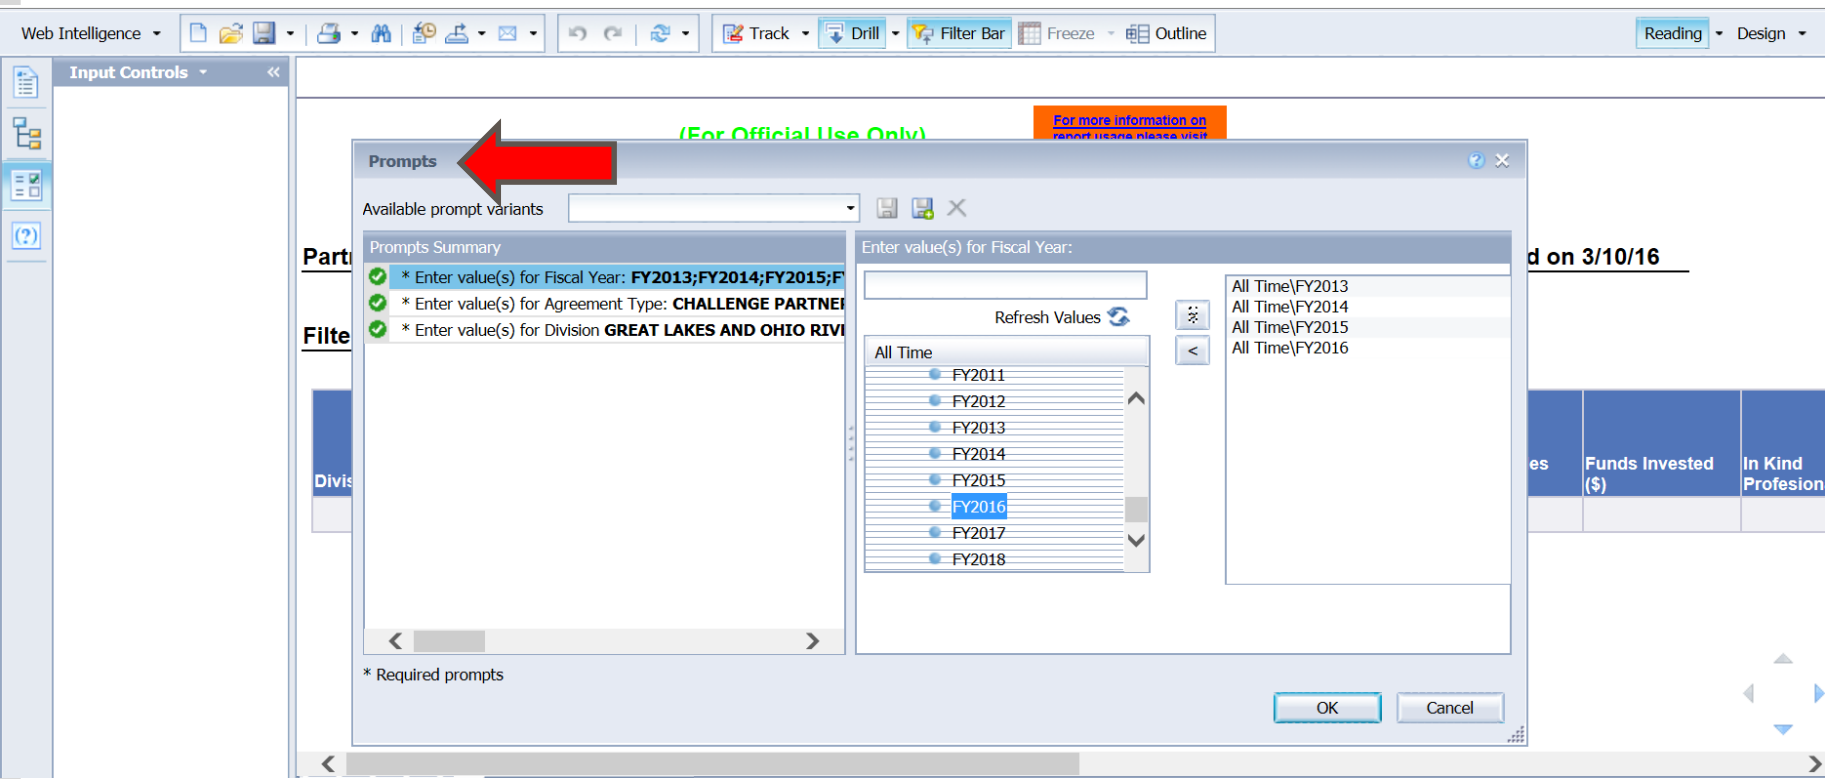 Web Intelligence
Track
Drill
Filter Bar
Freeze
Outline
Reading
Design
Input Controls
(For Official Use Only)
For more information on
report usage please visit
Prompts
Available prompt variants
Prompts Summary
* Enter value(s) for Fiscal Year: FY2013;FY2014;FY2015;F
* Enter value(s) for Agreement Type: CHALLENGE PARTNE
* Enter value(s) for Division GREAT LAKES AND OHIO RIV
* Required prompts
Enter value(s) for Fiscal Year:
Refresh Values
All Time
FY2011
FY2012
FY2013
FY2014
FY2015
FY2016
FY2017
FY2018
All Time\FY2013
All Time\FY2014
All Time\FY2015
All Time\FY2016
<
OK
Cancel
Part
d on 3/10/16
Filte
Divis
es
Funds Invested
($)
In Kind
Profesion